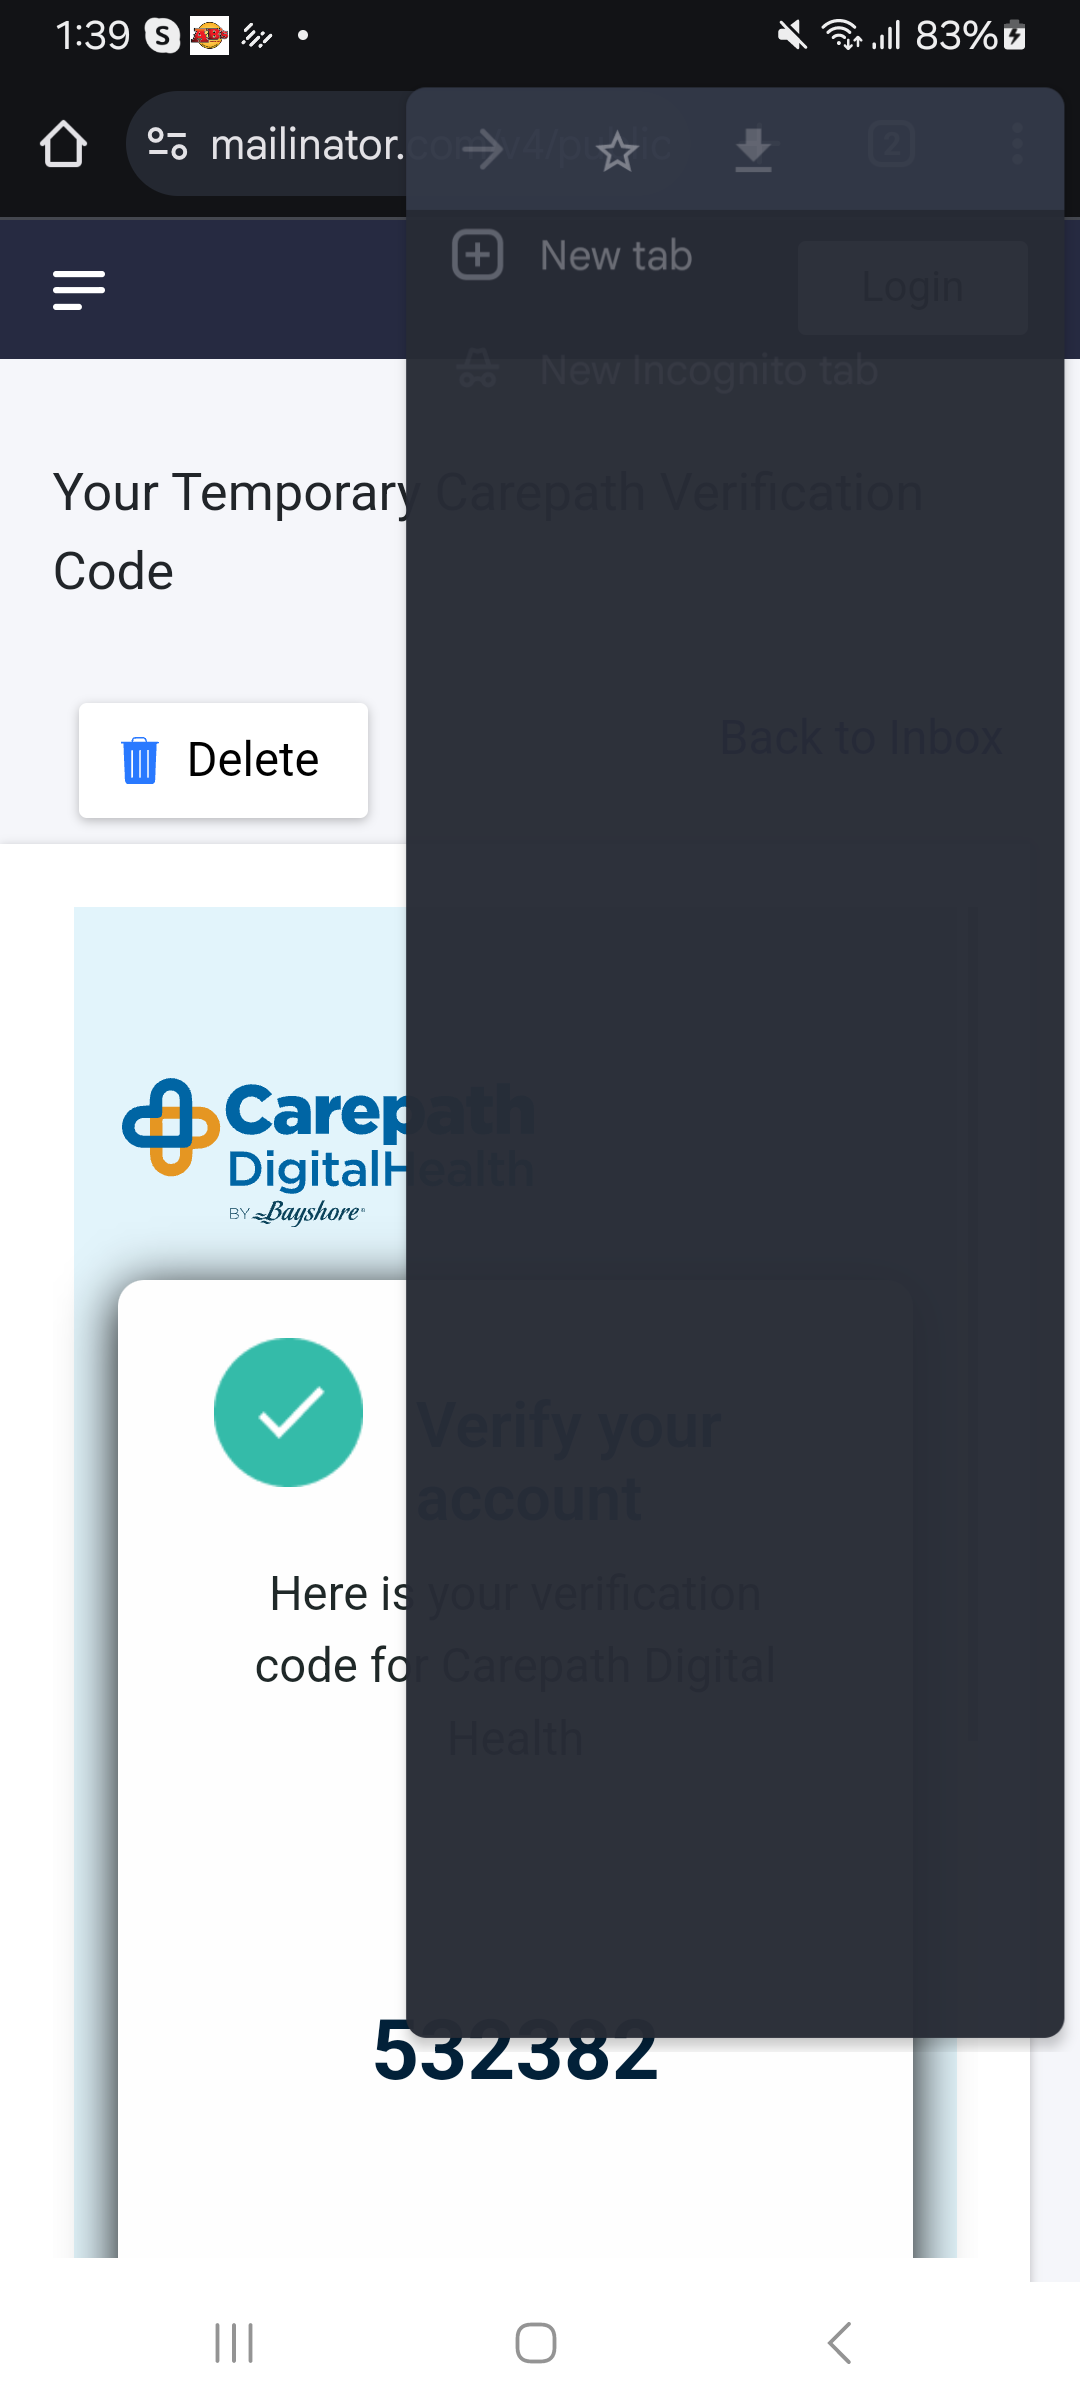 1:39
83%
mailinator.com/v4/public
2
New tab
Login
New Incognito tab
Your Temporary Carepath Verification
Code
Back to Inbox
Delete
Carepath
DigitalHealth
BY Bayshore
Verify your
account
Here is your verification
code for Carepath Digital
Health
532382